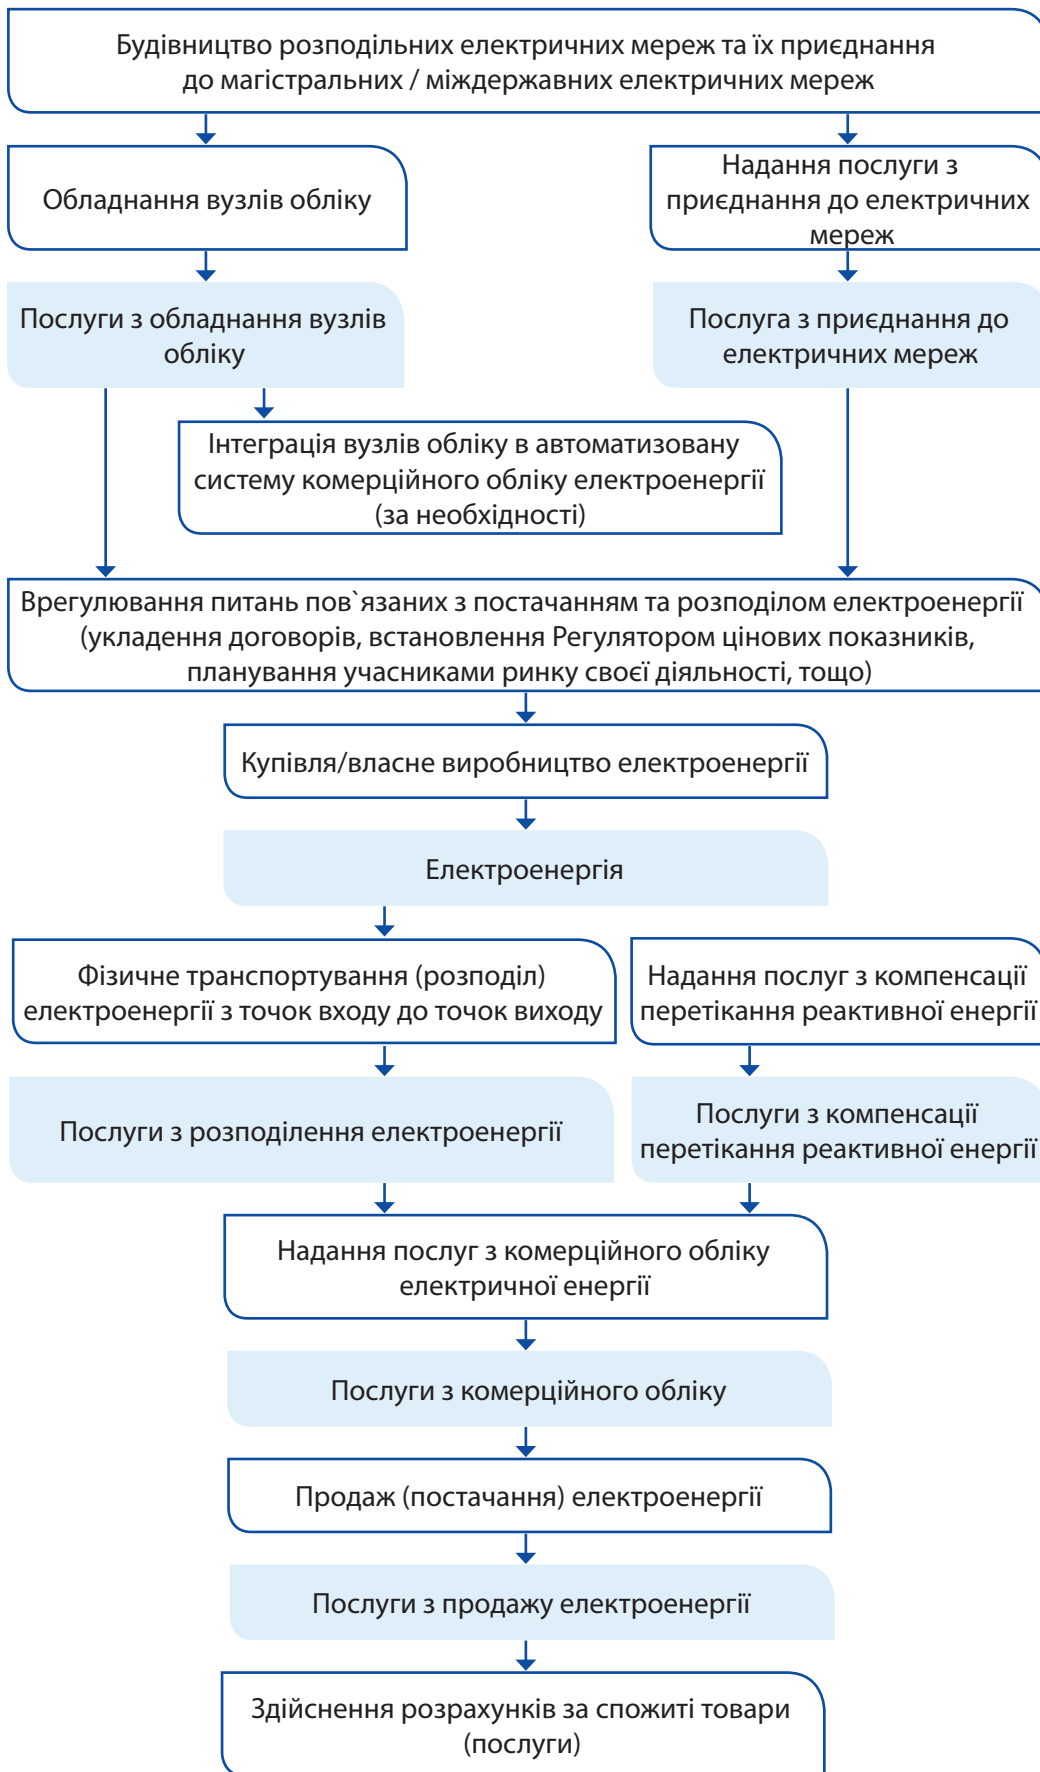 Будівництво розподільних електричних мереж та їх приєднання
до магістральних / міждержавних електричних мереж
Обладнання вузлів обліку
Надання послуги з
приєднання до електричних
мереж
Послуги з обладнання вузлів
обліку
Послуга з приєднання до
електричних мереж
Інтеграція вузлів обліку в автоматизовану
систему комерційного обліку електроенергії
(за необхідності)
Врегулювання питань пов`язаних з постачанням та розподілом електроенергії
(укладення договорів, встановлення Регулятором цінових показників,
планування учасниками ринку своєї діяльності, тощо)
Купівля/власне виробництво електроенергії
Електроенергія
Фізичне транспортування (розподіл)
електроенергії з точок входу до точок виходу
Надання послуг з компенсації
перетікання реактивної енергії
Послуги з розподілення електроенергії
Послуги з компенсації
перетікання реактивної енергії
Надання послуг з комерційного обліку
електричної енергії
Послуги з комерційного обліку
Продаж (постачання) електроенергії
Послуги з продажу електроенергії
Здійснення розрахунків за спожиті товари
(послуги)